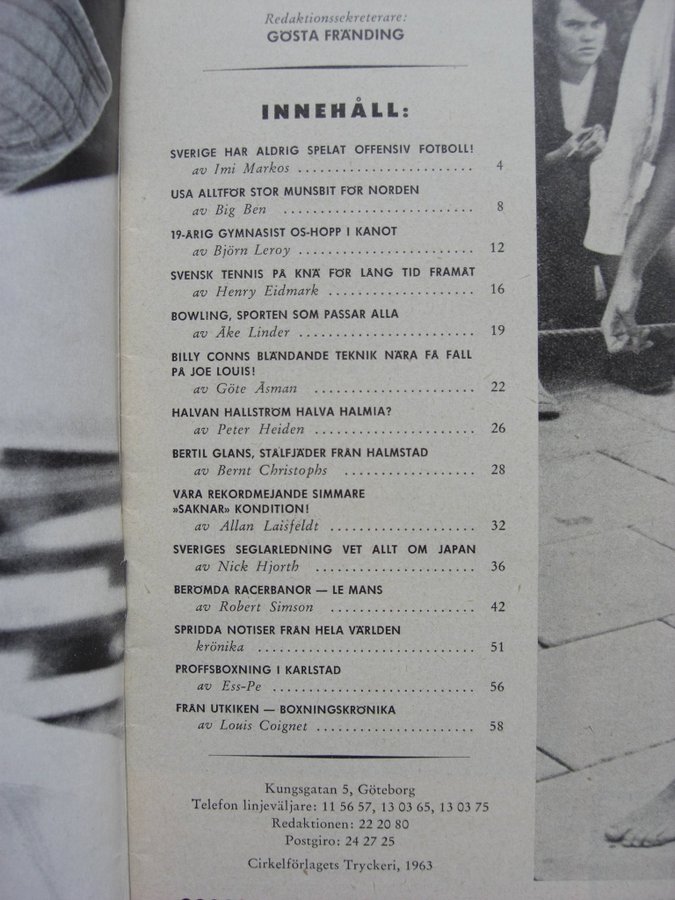 Redaktionssekreterare:
GÖSTA FRÄNDING
INNEHÅLL:
SVERIGE HAR ALDRIG SPELAT OFFENSIV FOTBOLL!
av Imi Markos ........................ 4
USA ALLTFÖR STOR MUNSBIT FÖR NORDEN
av Big Ben .......................... 8
19-ÅRIG GYMNASIST OS-HOPP I KANOT
av Björn Leroy ........................ 12
SVENSK TENNIS PÅ KNÄ FÖR LÅNG TID FRAMÅT
av Henry Eidmark .................... 16
BOWLING, SPORTEN SOM PASSAR ALLA
av Åke Linder ........................ 19
BILLY CONNS BLÄNDANDE TEKNIK NÄRA FÅ FALL
PÅ JOE LOUIS!
av Göte Åsman ...................... 22
HALVAN HALLSTRÖM HALVA HALMIA?
av Peter Heiden ...................... 26
BERTIL GLANS, STÅLFJÄDER FRÅN HALMSTAD
av Bernt Christophs .................. 28
VÅRA REKORDMEJANDE SIMMARE
»SAKNAR» KONDITION!
av Allan Laisfeldt .................... 32
SVERIGES SEGLARLEDNING VET ALLT OM JAPAN
av Nick Hjorth ...................... 36
BERÖMDA RACERBANOR — LE MANS
av Robert Simson .................... 42
SPRIDDA NOTISER FRÅN HELA VÄRLDEN
krönika .............................. 51
PROFFSBOXNING I KARLSTAD
av Ess-Pe ............................ 56
FRÅN UTKIKEN — BOXNINGSKRÖNIKA
av Louis Coignet ...................... 58
Kungsgatan 5, Göteborg
Telefon linjeväljare: 11 56 57, 13 03 65, 13 03 75
Redaktionen: 22 20 80
Postgiro: 24 27 25
Cirkelförlagets Tryckeri, 1963